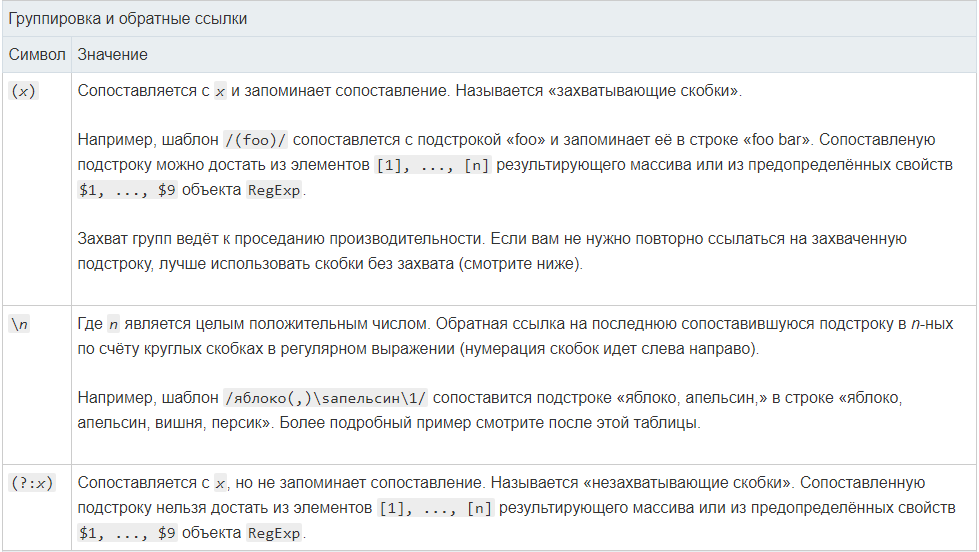 Группировка и обратные ссылки
Символ Значение
(x) Сопоставляется с x и запоминает сопоставление. Называется «захватывающие скобки».
Например, шаблон /(foo)/ сопоставлется с подстрокой «foo» и запоминает её в строке «foo bar». Сопоставленую
подстроку можно достать из элементов [1], ..., [n] результирующего массива или из предопределённых свойств
$1, ..., $9 объекта RegExp.
Захват групп ведёт к проседанию производительности. Если вам не нужно повторно ссылаться на захваченную
подстроку, лучше использовать скобки без захвата (смотрите ниже).
\n Где n является целым положительным числом. Обратная ссылка на последнюю сопоставившуюся подстроку в n-ных
по счёту круглых скобках в регулярном выражении (нумерация скобок идет слева направо).
Например, шаблон /яблоко(,)\sапельсин\1/ сопоставится подстроке «яблоко, апельсин,» в строке «яблоко,
апельсин, вишня, персик». Более подробный пример смотрите после этой таблицы.
(?:x) Сопоставляется с x, но не запоминает сопоставление. Называется «незахватывающие скобки». Сопоставленную
подстроку нельзя достать из элементов [1], ..., [n] результирующего массива или из предопределённых свойств
$1, ..., $9 объекта RegExp.